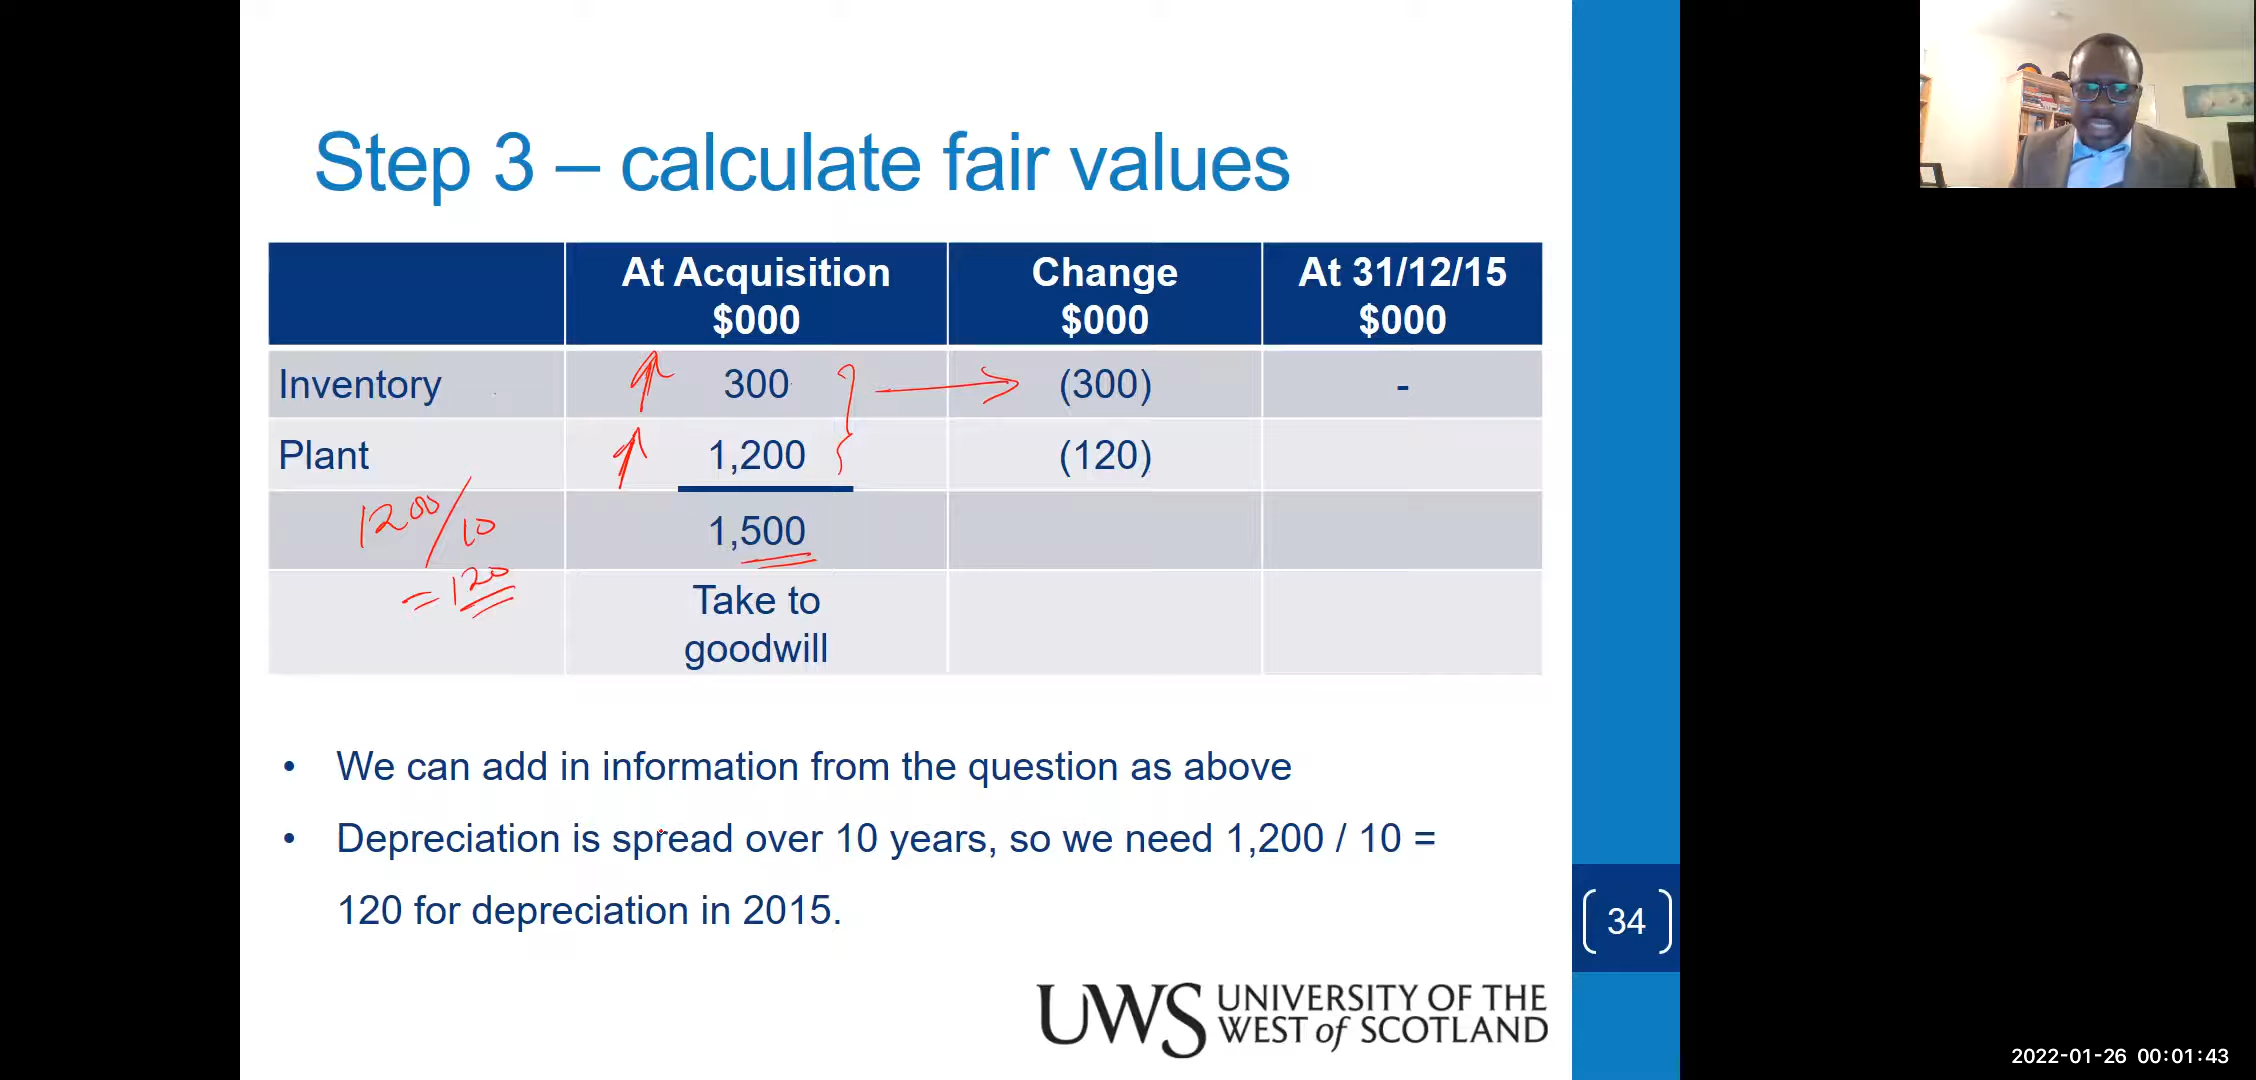 Step 3 – calculate fair values
At Acquisition $000
Change $000
At 31/12/15 $000
Inventory 300 (300) -
Plant 1,200 (120)
1200/10
1,500
= 120
Take to
goodwill
• We can add in information from the question as above
• Depreciation is spread over 10 years, so we need 1,200 / 10 =
120 for depreciation in 2015.
34
UWS UNIVERSITY OF THE
WEST of SCOTLAND
2022-01-26 00:01:43